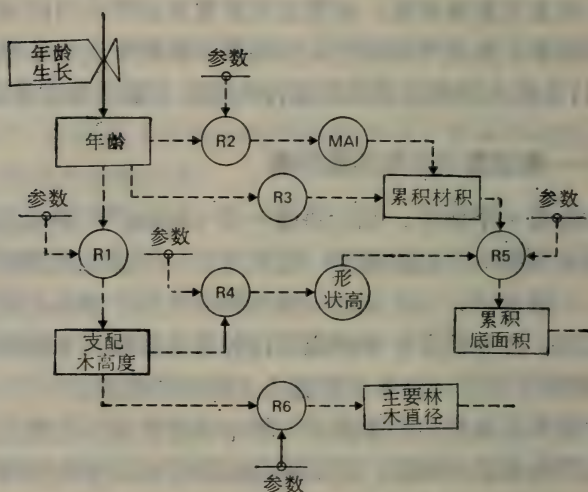 年龄
生长
参数
年龄
R2
MAI
R3
累积材积
参数
参数
参数
R1
R4
形
状高
R5
支配
木高度
累积
底面积
R6
主要林
木直径
参数